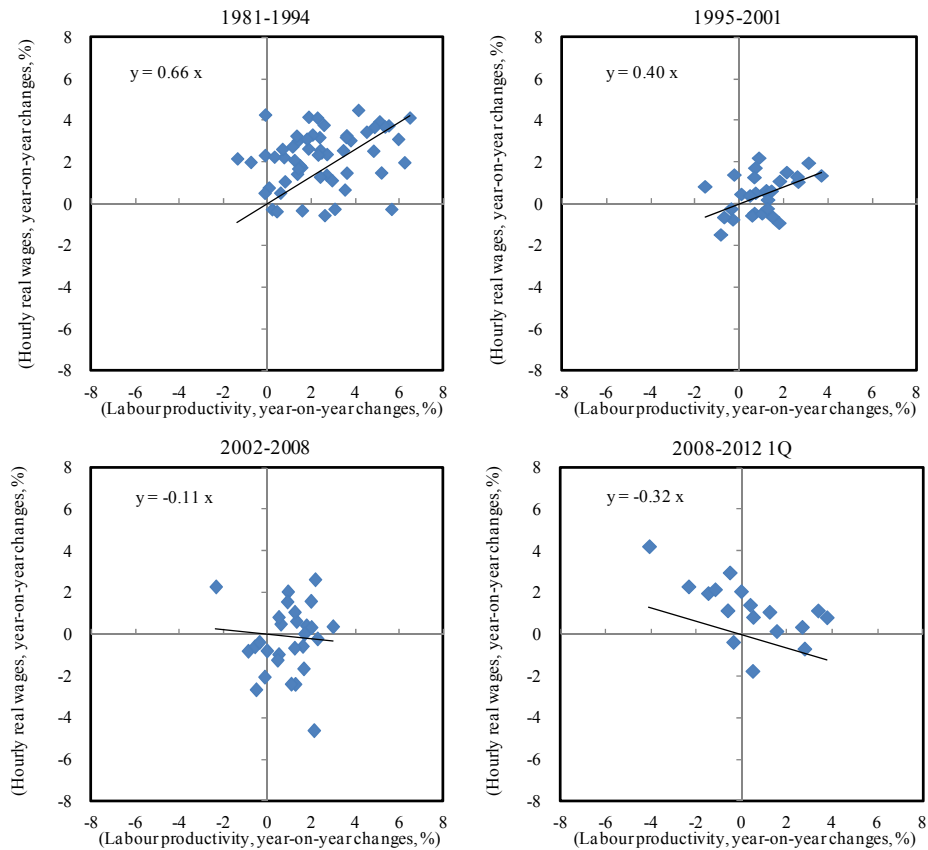 1981-1994
(Hourly real wages, year-on-year changes, %)
8
6
4
2
0
-2
-4
-6
-8
y = 0.66 x
-8 -6 -4 -2 0 2 4 6 8
(Labour productivity, year-on-year changes, %)
1995-2001
(Hourly real wages, year-on-year changes, %)
8
6
4
2
0
-2
-4
-6
-8
y = 0.40 x
-8 -6 -4 -2 0 2 4 6 8
(Labour productivity, year-on-year changes, %)
2002-2008
(Hourly real wages, year-on-year changes, %)
8
6
4
2
0
-2
-4
-6
-8
y = -0.11 x
-8 -6 -4 -2 0 2 4 6 8
(Labour productivity, year-on-year changes, %)
2008-2012 1Q
(Hourly real wages, year-on-year changes, %)
8
6
4
2
0
-2
-4
-6
-8
y = -0.32 x
-8 -6 -4 -2 0 2 4 6 8
(Labour productivity, year-on-year changes, %)